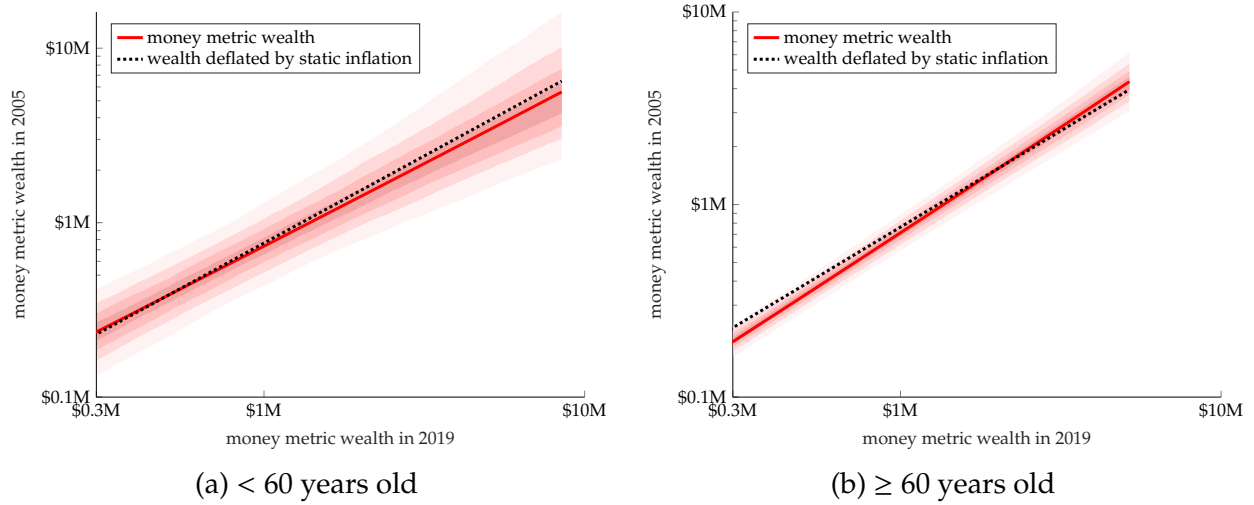 money metric wealth
wealth deflated by static inflation
$10M
$1M
$0.1M
money metric wealth in 2005
$0.3M
$1M
$10M
money metric wealth in 2019
(a) < 60 years old
money metric wealth
wealth deflated by static inflation
$10M
$1M
$0.1M
money metric wealth in 2005
$0.3M
$1M
$10M
money metric wealth in 2019
(b) ≥ 60 years old